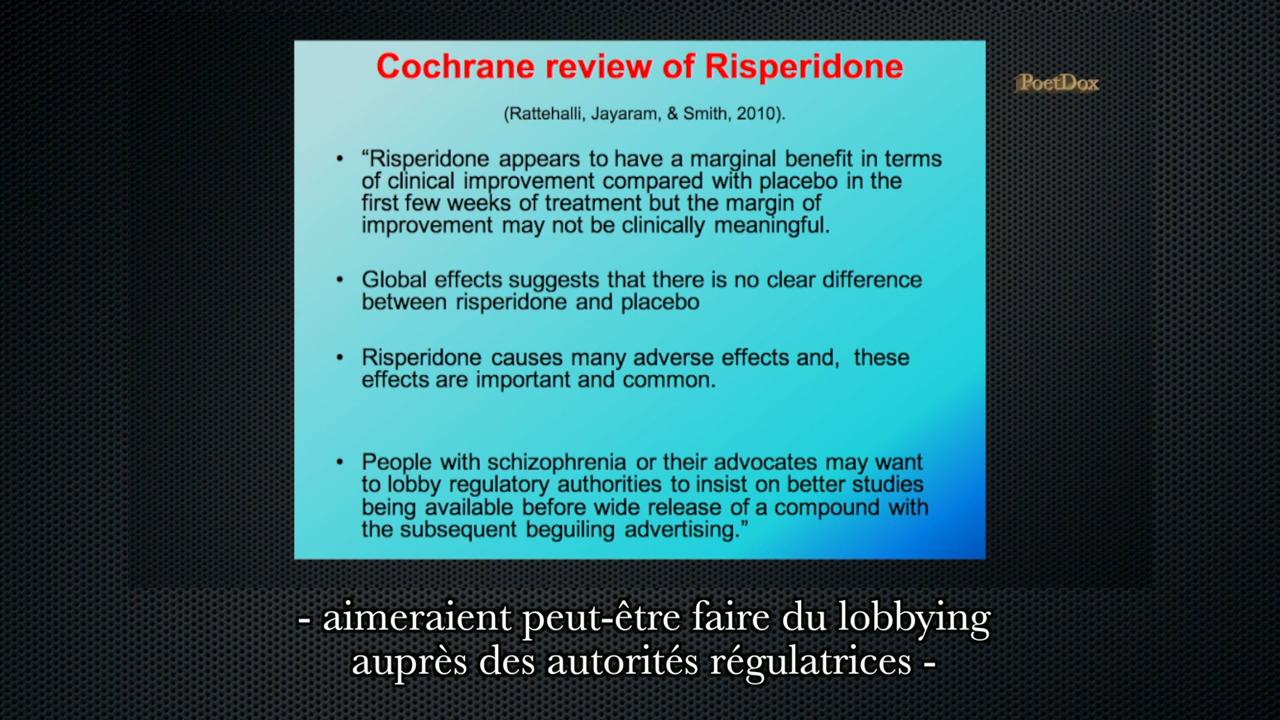 Cochrane review of Risperidone
PoetDox
(Rattehalli, Jayaram, & Smith, 2010).
• “Risperidone appears to have a marginal benefit in terms
of clinical improvement compared with placebo in the
first few weeks of treatment but the margin of
improvement may not be clinically meaningful.
• Global effects suggests that there is no clear difference
between risperidone and placebo
• Risperidone causes many adverse effects and, these
effects are important and common.
• People with schizophrenia or their advocates may want
to lobby regulatory authorities to insist on better studies
being available before wide release of a compound with
the subsequent beguiling advertising.”
- aimeraient peut-être faire du lobbying
auprès des autorités régulatrices -